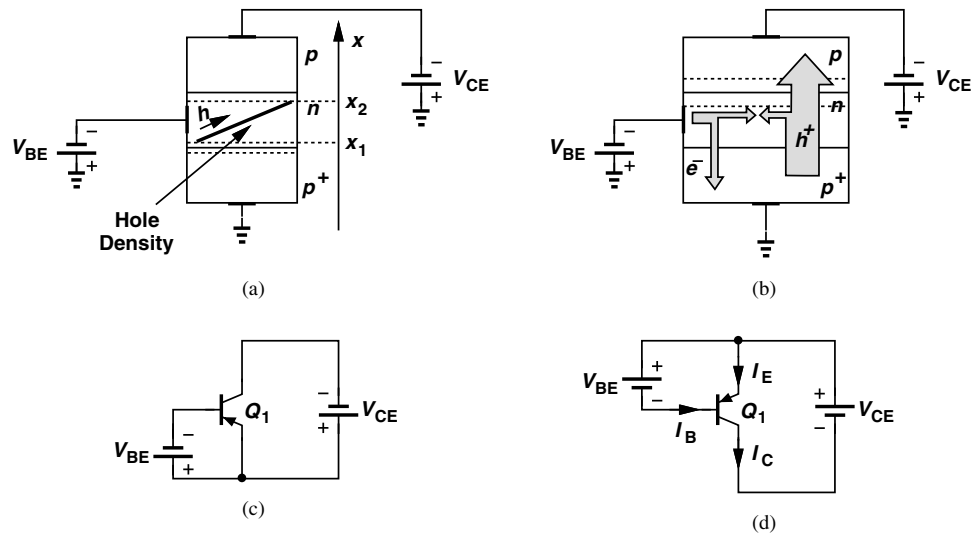 p
x
−
V_CE
+
n
h
x_2
x_1
−
V_BE
+
p^+
Hole
Density
(a)
p
−
V_CE
+
n
−
V_BE
+
h^+
e^−
p^+
(b)
Q_1
−
V_CE
+
−
V_BE
+
(c)
+
V_BE
−
I_E
Q_1
I_B
I_C
+
V_CE
−
(d)